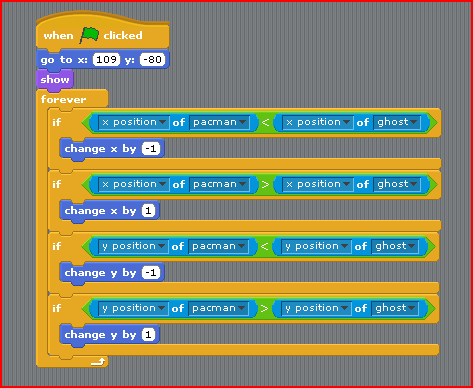 when clicked
go to x: 109 y: -80
show
forever
if x position of pacman < x position of ghost
change x by -1
if x position of pacman > x position of ghost
change x by 1
if y position of pacman < y position of ghost
change y by -1
if y position of pacman > y position of ghost
change y by 1